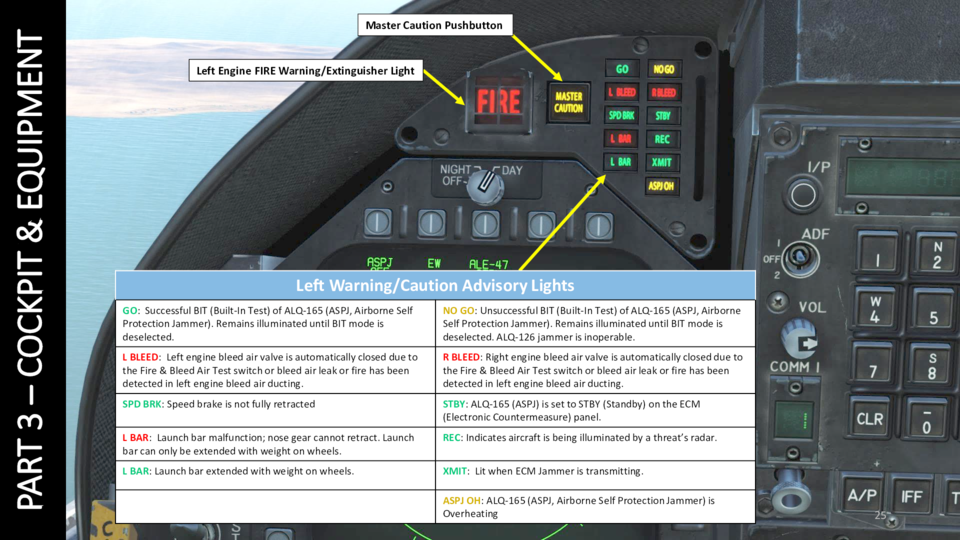 PART 3 – COCKPIT & EQUIPMENT
Master Caution Pushbutton
Left Engine FIRE Warning/Extinguisher Light
FIRE
MASTER
CAUTION
GO
NO GO
L BLEED
R BLEED
SPD BRK
STBY
L BAR
REC
L BAR
XMIT
ASPJ OH
NIGHT
OFF
DAY
ASPJ
EW
ALE-47
I/P
ADF
1
OFF
2
VOL
COMM 1
1
N
2
W
4
5
7
S
8
CLR
–
0
A/P
IFF
Left Warning/Caution Advisory Lights
GO: Successful BIT (Built-In Test) of ALQ-165 (ASPJ, Airborne Self
Protection Jammer). Remains illuminated until BIT mode is
deselected.
NO GO: Unsuccessful BIT (Built-In Test) of ALQ-165 (ASPJ, Airborne
Self Protection Jammer). Remains illuminated until BIT mode is
deselected. ALQ-126 jammer is inoperable.
L BLEED: Left engine bleed air valve is automatically closed due to
the Fire & Bleed Air Test switch or bleed air leak or fire has been
detected in left engine bleed air ducting.
R BLEED: Right engine bleed air valve is automatically closed due to
the Fire & Bleed Air Test switch or bleed air leak or fire has been
detected in left engine bleed air ducting.
SPD BRK: Speed brake is not fully retracted
STBY: ALQ-165 (ASPJ) is set to STBY (Standby) on the ECM
(Electronic Countermeasure) panel.
L BAR: Launch bar malfunction; nose gear cannot retract. Launch
bar can only be extended with weight on wheels.
REC: Indicates aircraft is being illuminated by a threat's radar.
L BAR: Launch bar extended with weight on wheels.
XMIT: Lit when ECM Jammer is transmitting.
ASPJ OH: ALQ-165 (ASPJ, Airborne Self Protection Jammer) is
Overheating
25